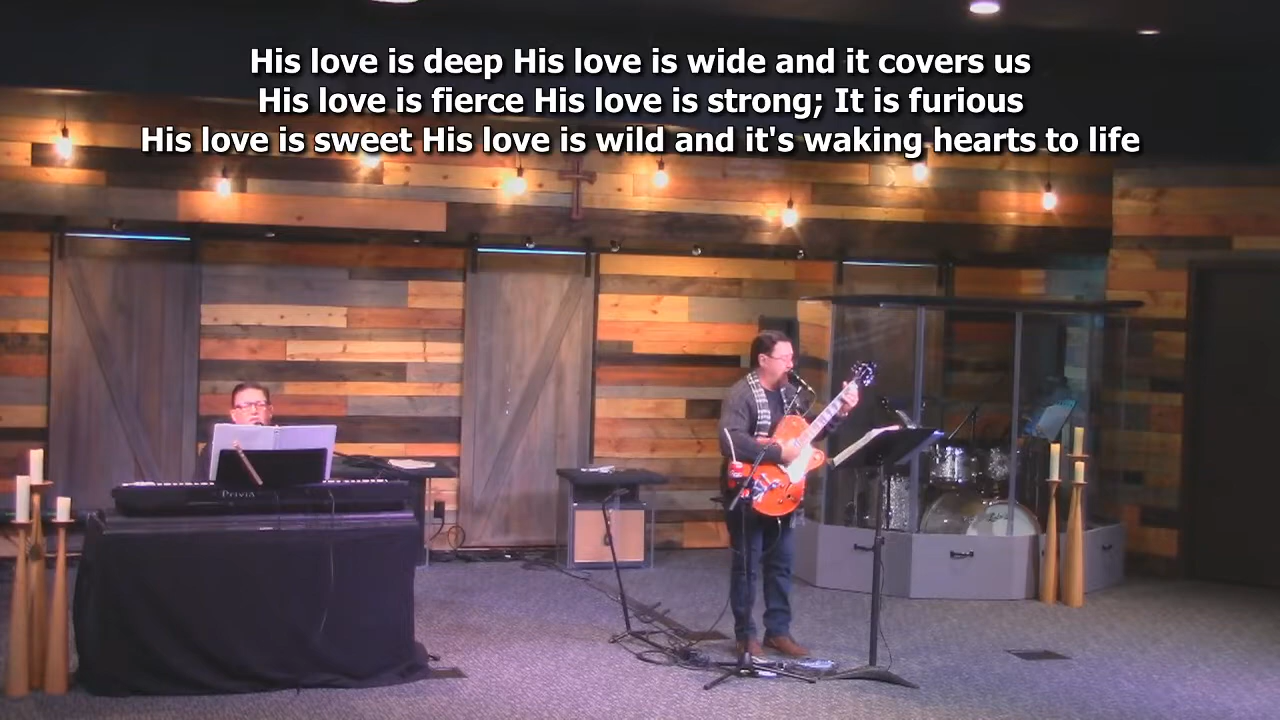 His love is deep His love is wide and it covers us
His love is fierce His love is strong; It is furious
His love is sweet His love is wild and it's waking hearts to life
PRIVIA